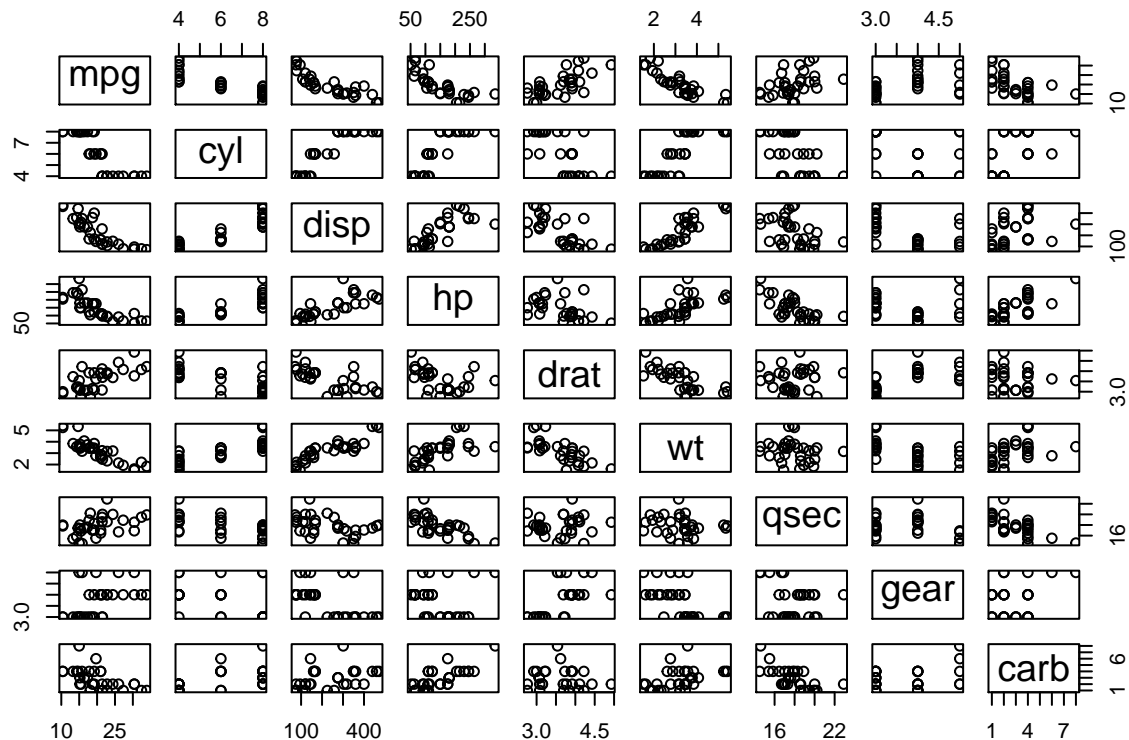 4 6 8 50 250 2 4 3.0 4.5
mpg 10
4 7 cyl
disp 100
50 hp
drat 3.0
2 5 wt
qsec 16
3.0 gear
carb 1 6
10 25 100 400 3.0 4.5 16 22 1 4 7